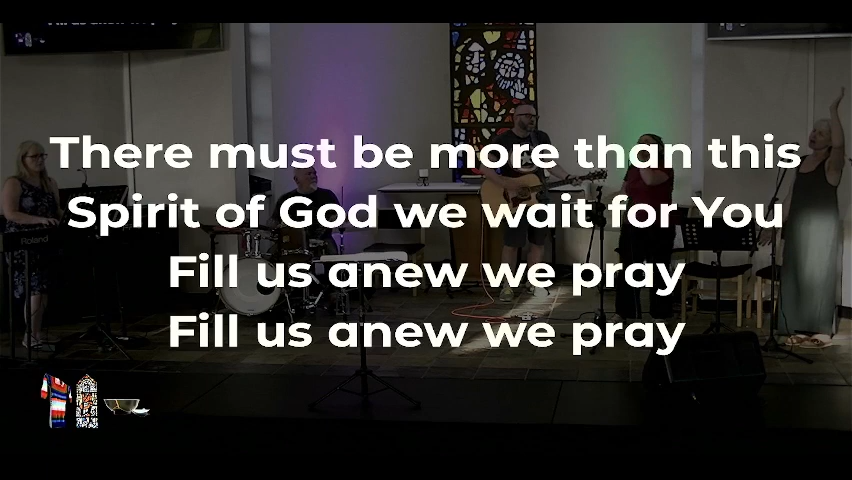 There must be more than this
Spirit of God we wait for You
Fill us anew we pray
Fill us anew we pray
Roland